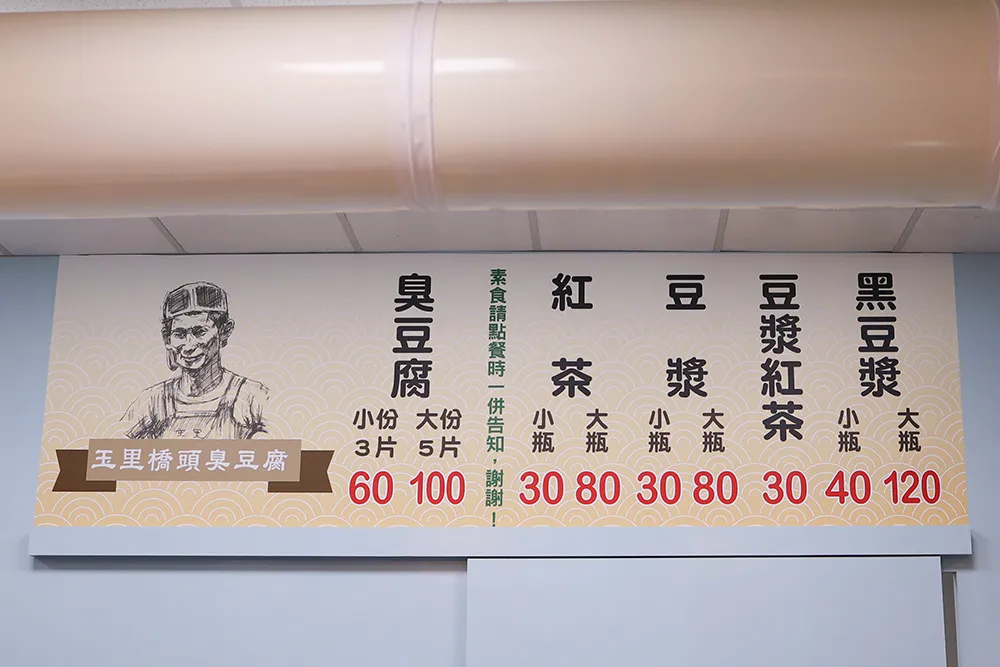 玉里橋頭臭豆腐
臭豆腐
小份 大份
3片 5片
60 100
素食請點餐時一併告知，謝謝！
紅茶
小瓶 大瓶
30 80
豆漿
小瓶 大瓶
30 80
豆漿紅茶
30
黑豆漿
小瓶 大瓶
40 120